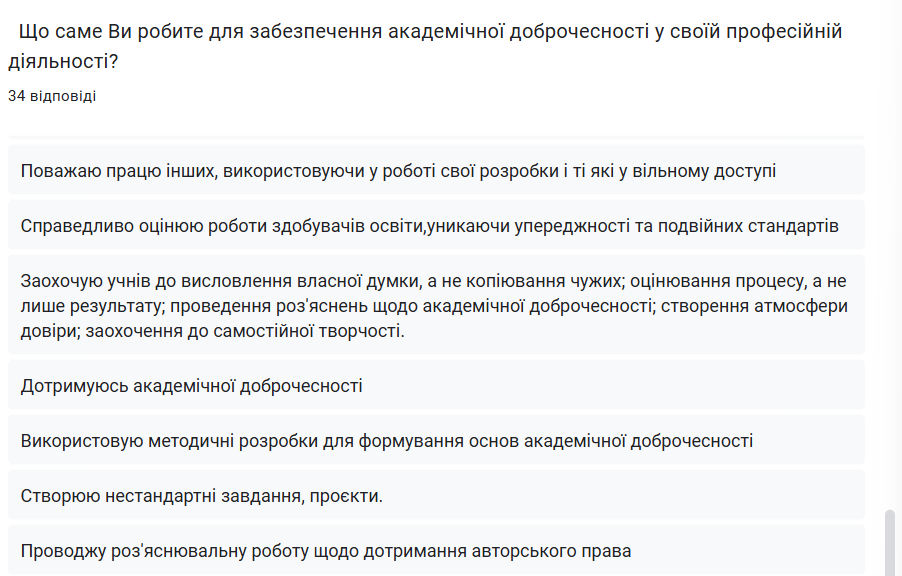 Що саме Ви робите для забезпечення академічної доброчесності у своїй професійній
діяльності?
34 відповіді
Поважаю працю інших, використовуючи у роботі свої розробки і ті які у вільному доступі
Справедливо оцінюю роботи здобувачів освіти,уникаючи упереджності та подвійних стандартів
Заохочую учнів до висловлення власної думки, а не копіювання чужих; оцінювання процесу, а не
лише результату; проведення роз'яснень щодо академічної доброчесності; створення атмосфери
довіри; заохочення до самостійної творчості.
Дотримуюсь академічної доброчесності
Використовую методичні розробки для формування основ академічної доброчесності
Створюю нестандартні завдання, проєкти.
Проводжу роз'яснювальну роботу щодо дотримання авторського права